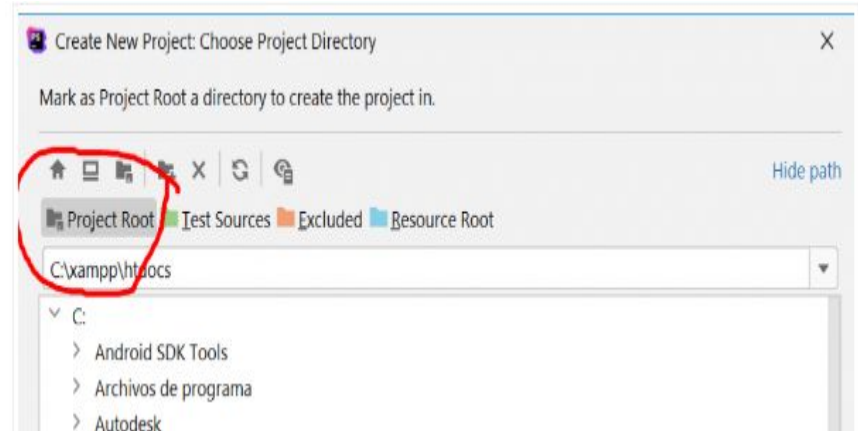 Create New Project: Choose Project Directory
Mark as Project Root a directory to create the project in.
Hide path
Project Root Test Sources Excluded Resource Root
C:\xampp\htdocs
C:
Android SDK Tools
Archivos de programa
Autodesk